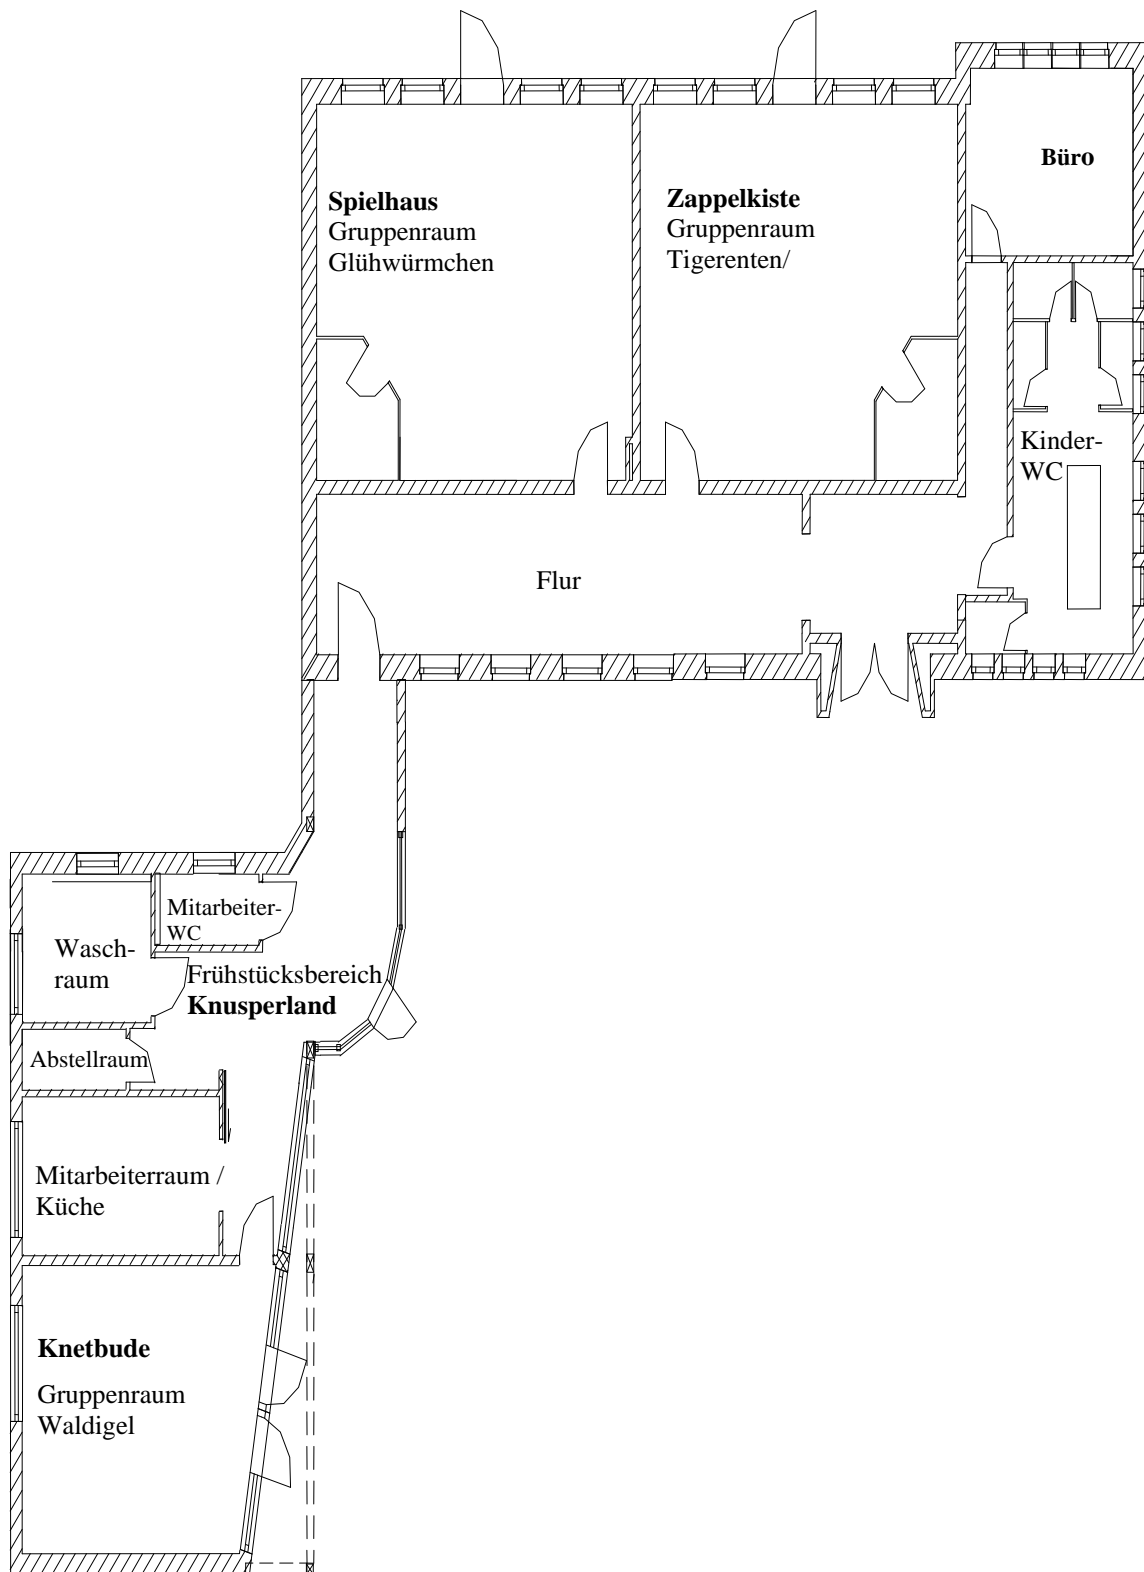 Büro
Spielhaus
Gruppenraum
Glühwürmchen
Zappelkiste
Gruppenraum
Tigerenten/
Kinder-
WC
Flur
Mitarbeiter-
WC
Wasch-
raum
Frühstücksbereich
Knusperland
Abstellraum
Mitarbeiterraum /
Küche
Knetbude
Gruppenraum
Waldigel